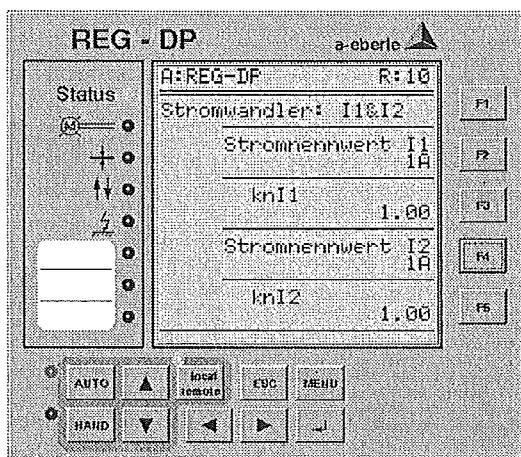 REG - DP
a-eberle
Status
M
A:REG-DP R:10
Stromwandler: I1&I2
Stromnennwert I1
1A
knI1
1.00
Stromnennwert I2
1A
knI2
1.00
F1
F2
F3
F4
F5
AUTO
local
remote
ESC
MENU
HAND